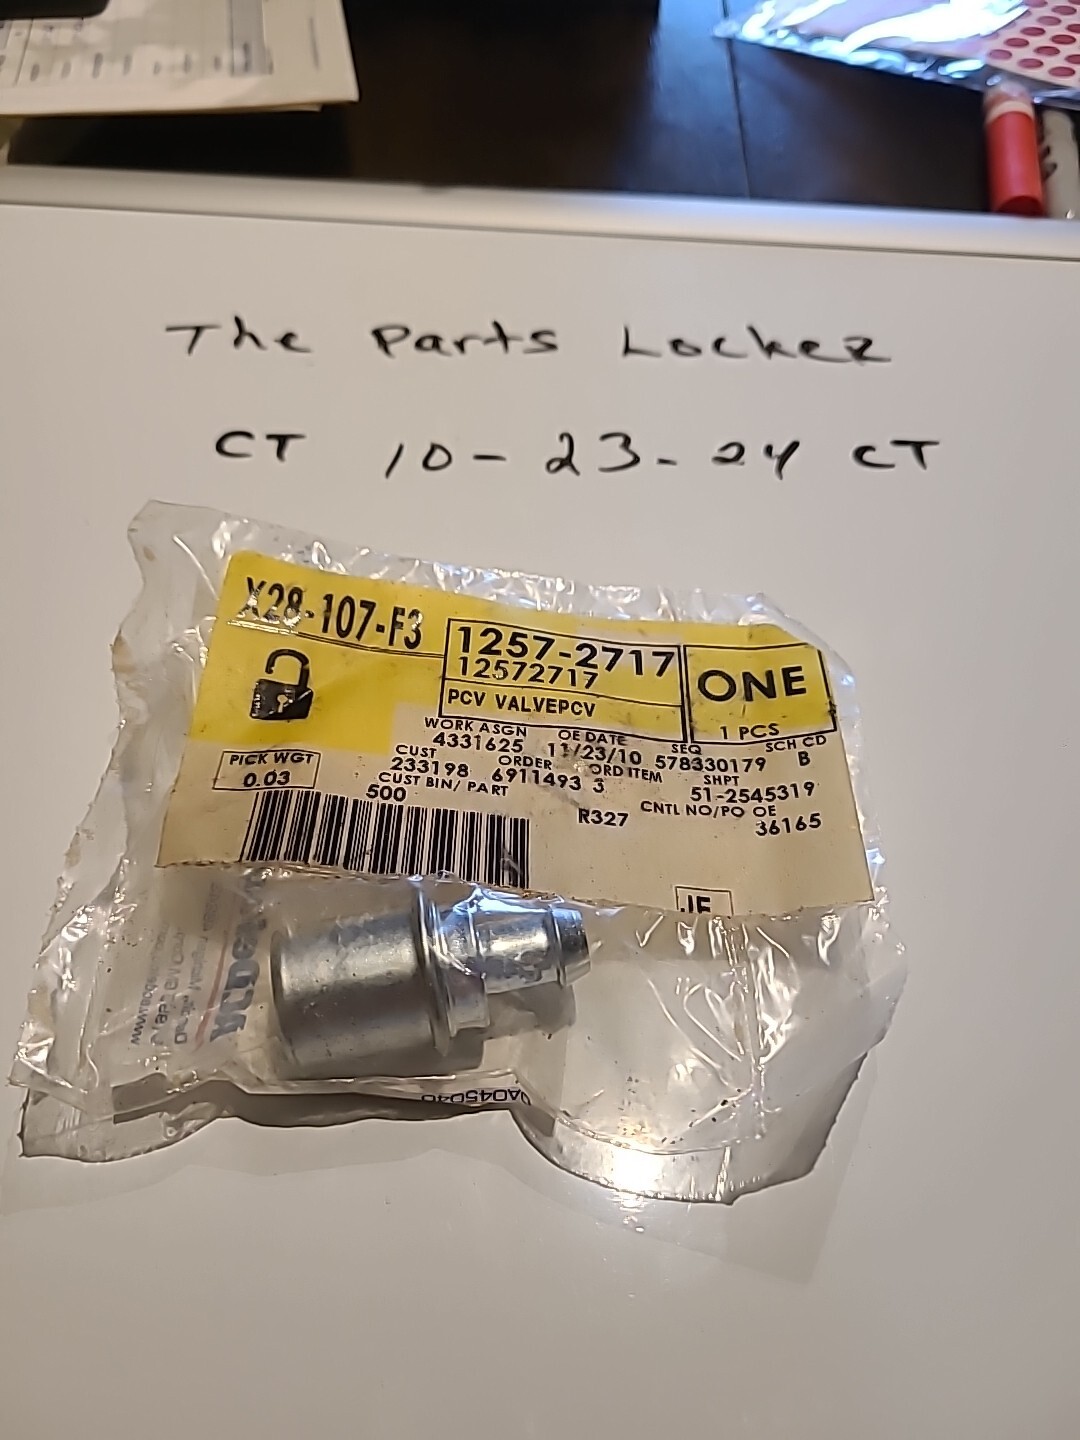 The Parts Locker
CT 10-23-24 CT
X28-107-F3
1257-2717
12572717
PCV VALVEPCV
ONE
1 PCS
WORK ASGN OE DATE SEQ SCH CD
4331625 11/23/10 578330179 B
PICK WGT
0.03
CUST ORDER ORD ITEM SHPT
233198 6911493 3 51-2545319
CUST BIN/ PART CNTL NO/PO OE
500 R327 36165